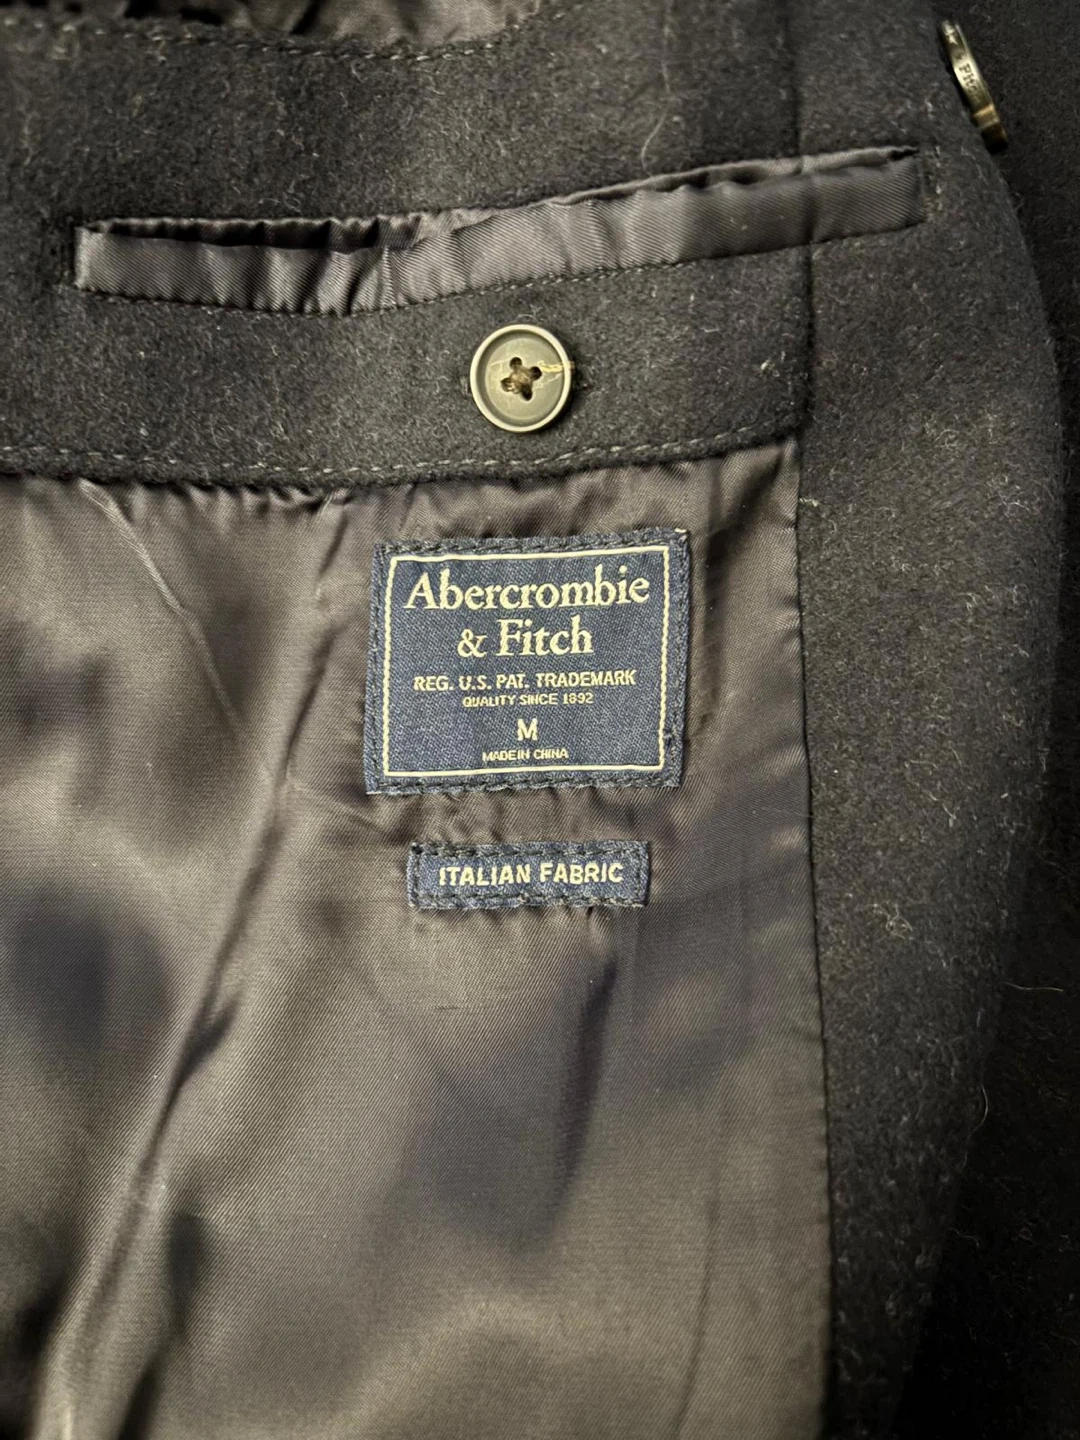 Abercrombie
& Fitch
REG. U.S. PAT. TRADEMARK
QUALITY SINCE 1892
M
MADE IN CHINA
ITALIAN FABRIC